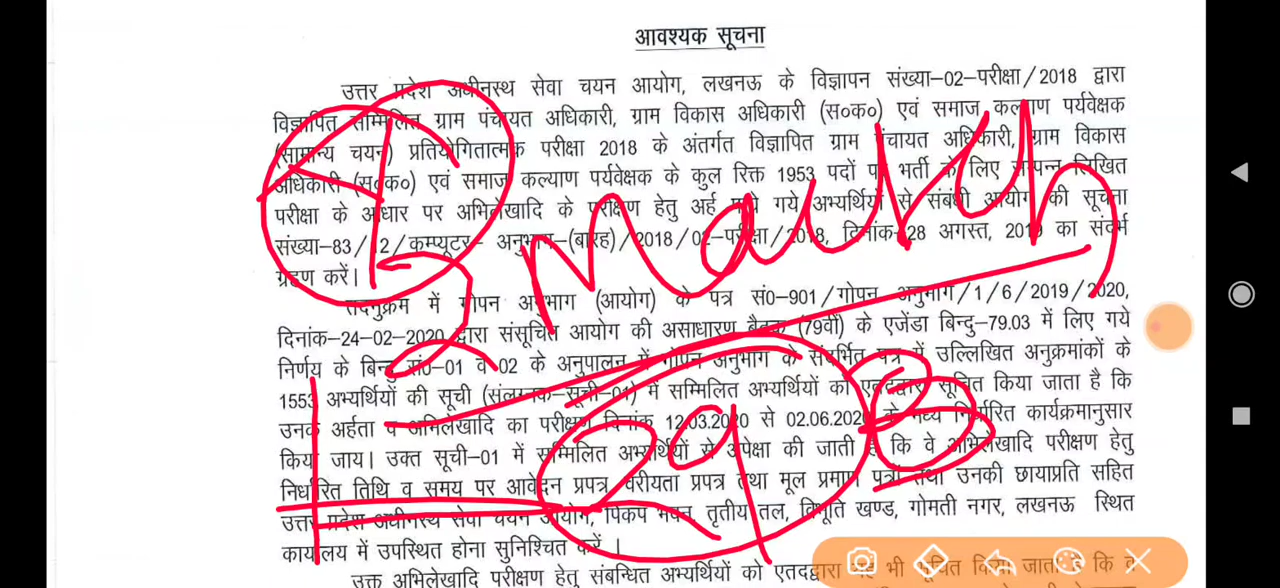 आवश्यक सूचना
उत्तर प्रदेश अधीनस्थ सेवा चयन आयोग, लखनऊ के विज्ञापन संख्या-02-परीक्षा/2018 द्वारा
विज्ञापित सम्मिलित ग्राम पंचायत अधिकारी, ग्राम विकास अधिकारी (स०क०) एवं समाज कल्याण पर्यवेक्षक
(सामान्य चयन) प्रतियोगितात्मक परीक्षा 2018 के अंतर्गत विज्ञापित ग्राम पंचायत अधिकारी, ग्राम विकास
अधिकारी (स०क०) एवं समाज कल्याण पर्यवेक्षक के कुल रिक्त 1953 पदों पर भर्ती के लिए सम्पन्न लिखित
परीक्षा के आधार पर अभिलेखादि के परीक्षण हेतु अर्ह पाये गये अभ्यर्थियों से संबंधी आयोग की सूचना
संख्या-83/12/कम्प्यूटर- अनुभाग-(बारह)/2018/02-परीक्षा/2018, दिनांक-28 अगस्त, 2019 का संदर्भ
ग्रहण करें।
तद्नुक्रम में गोपन अनुभाग (आयोग) के पत्र सं0-901/गोपन अनुभाग/1/6/2019/2020,
दिनांक-24-02-2020 द्वारा संसूचित आयोग की असाधारण बैठक (79वीं) के एजेंडा बिन्दु-79.03 में लिए गये
निर्णय के बिन्दु सं0-01 व 02 के अनुपालन में गोपन अनुभाग के संदर्भित पत्र में उल्लिखित अनुक्रमांकों के
1553 अभ्यर्थियों की सूची (संलग्नक-सूची-01) में सम्मिलित अभ्यर्थियों को एतदद्वारा सूचित किया जाता है कि
उनके अर्हता व अभिलेखादि का परीक्षण दिनांक 12.03.2020 से 02.06.2020 के मध्य निर्धारित कार्यक्रमानुसार
किया जाय। उक्त सूची-01 में सम्मिलित अभ्यर्थियों से अपेक्षा की जाती है कि वे अभिलेखादि परीक्षण हेतु
निर्धारित तिथि व समय पर आवेदन प्रपत्र, वरीयता प्रपत्र तथा मूल प्रमाण पत्रों तथा उनकी छायाप्रति सहित
उत्तर प्रदेश अधीनस्थ सेवा चयन आयोग, पिकप भवन, तृतीय तल, विभूति खण्ड, गोमती नगर, लखनऊ स्थित
कार्यालय में उपस्थित होना सुनिश्चित करें ।
उक्त अभिलेखादि परीक्षण हेतु संबन्धित अभ्यर्थियों को एतदद्वारा यह भी सूचित किया जाता है कि वे
15 Maukh
29